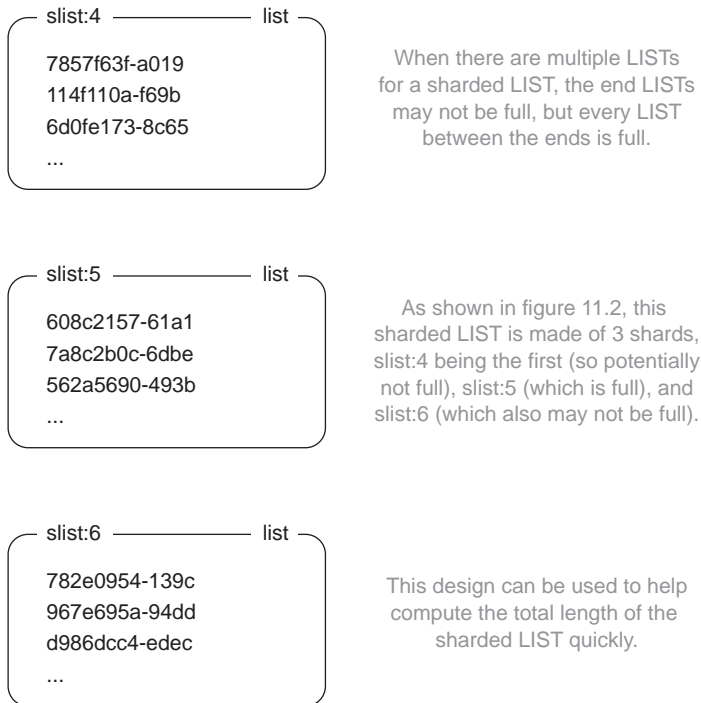 slist:4 list
7857f63f-a019
114f110a-f69b
6d0fe173-8c65
...
When there are multiple LISTs
for a sharded LIST, the end LISTs
may not be full, but every LIST
between the ends is full.
slist:5 list
608c2157-61a1
7a8c2b0c-6dbe
562a5690-493b
...
As shown in figure 11.2, this
sharded LIST is made of 3 shards,
slist:4 being the first (so potentially
not full), slist:5 (which is full), and
slist:6 (which also may not be full).
slist:6 list
782e0954-139c
967e695a-94dd
d986dcc4-edec
...
This design can be used to help
compute the total length of the
sharded LIST quickly.